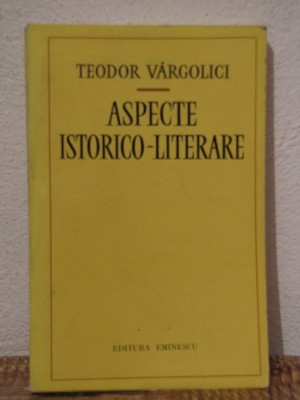 TEODOR VÂRGOLICI
ASPECTE
ISTORICO-LITERARE
EDITURA EMINESCU